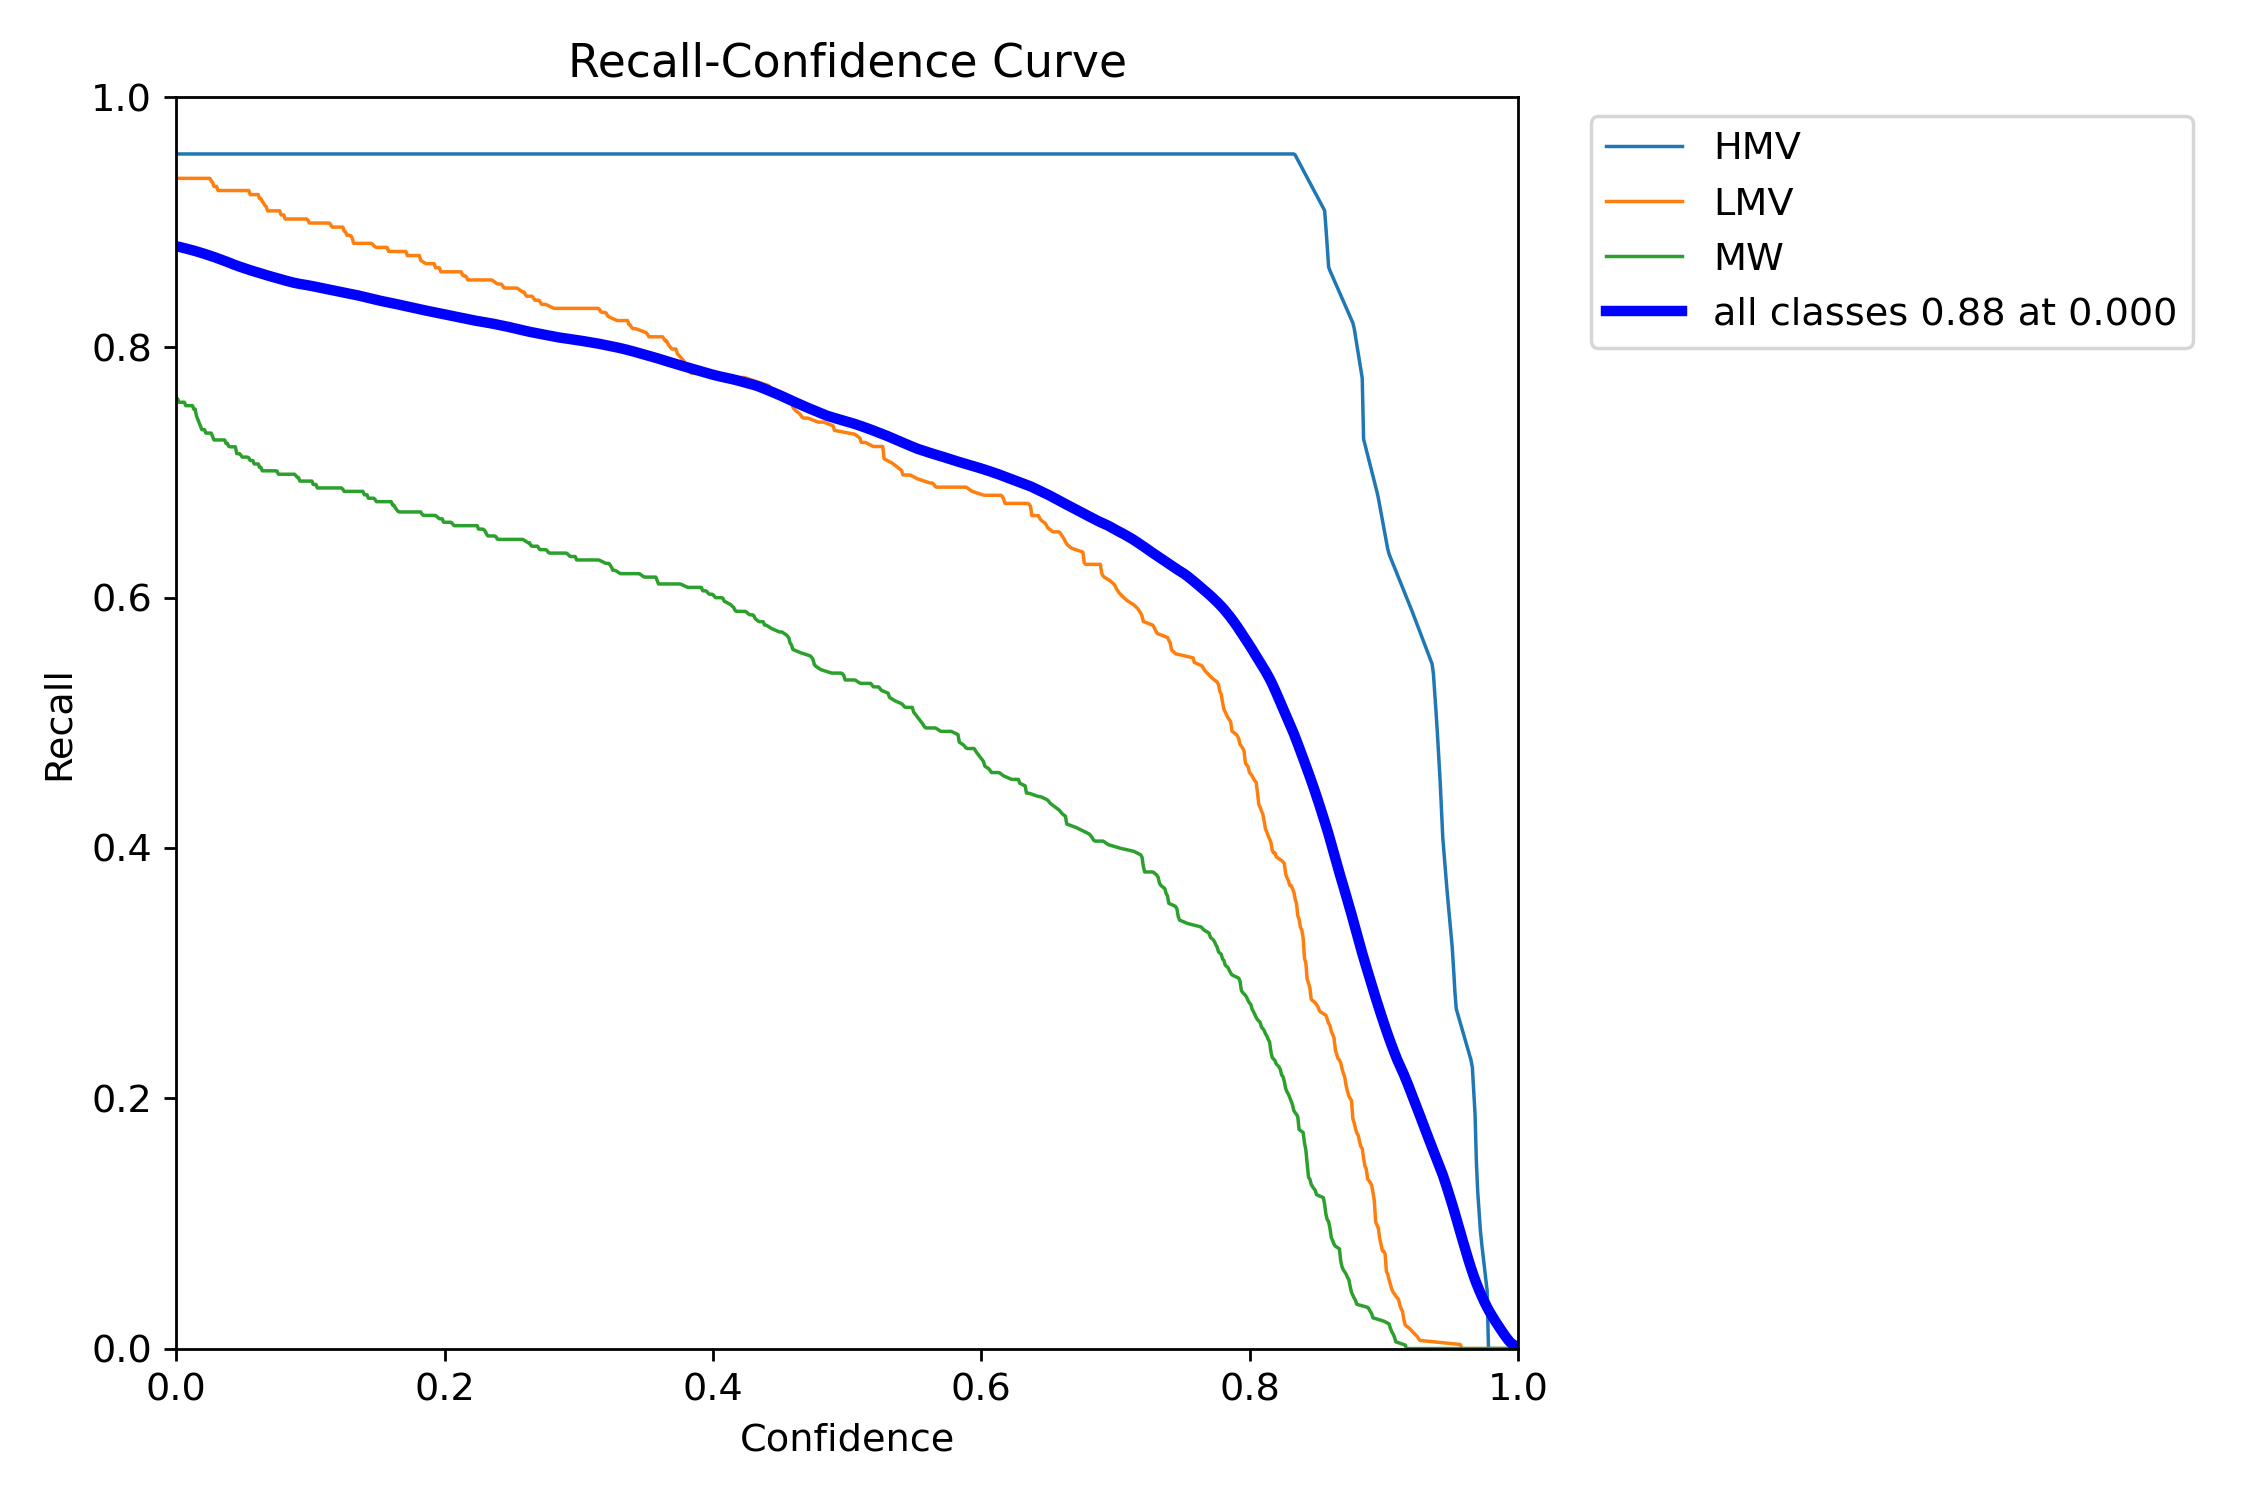 Recall-Confidence Curve
1.0
0.8
0.6
0.4
0.2
0.0
Recall
0.0 0.2 0.4 0.6 0.8 1.0
Confidence
HMV
LMV
MW
all classes 0.88 at 0.000